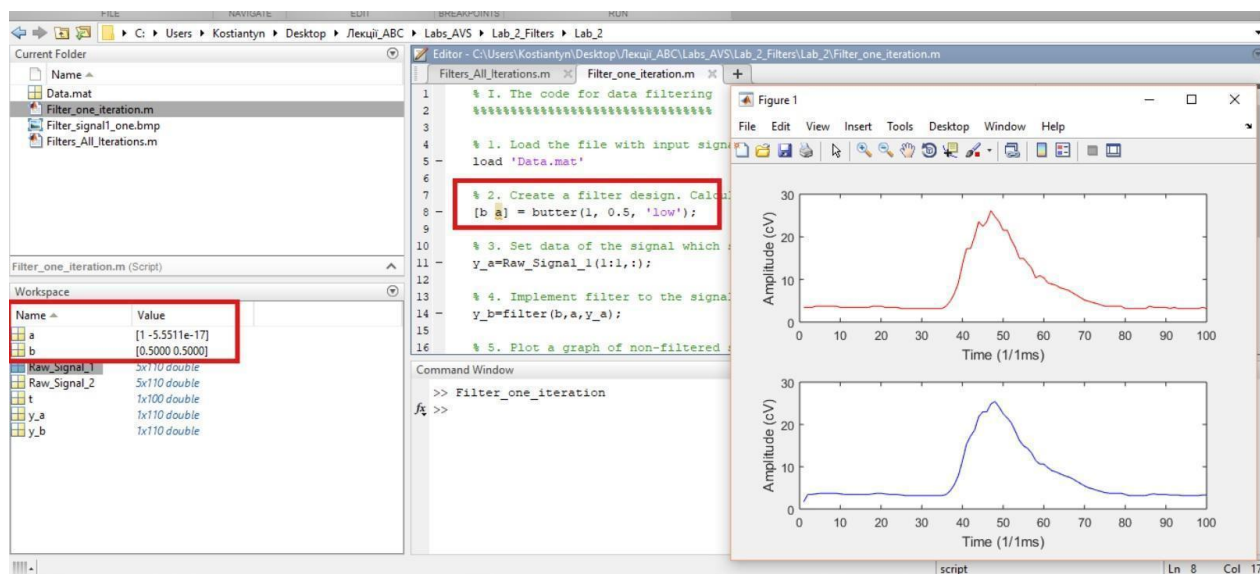 FILE NAVIGATE EDIT BREAKPOINTS RUN
C: Users Kostiantyn Desktop Лекції_ABC Labs_AVS Lab_2_Filters Lab_2
Current Folder
Name
Data.mat
Filter_one_iteration.m
Filter_signal1_one.bmp
Filters_All_Iterations.m
Filter_one_iteration.m (Script)
Workspace
Name Value
a [1 -5.5511e-17]
b [0.5000 0.5000]
Raw_Signal_1 5x110 double
Raw_Signal_2 5x110 double
t 1x100 double
y_a 1x110 double
y_b 1x110 double
Editor - C:\Users\Kostiantyn\Desktop\Лекції_ABC\Labs_AVS\Lab_2_Filters\Lab_2\Filter_one_iteration.m
Filters_All_Iterations.m Filter_one_iteration.m +
1 % I. The code for data filtering
2 %%%%%%%%%%%%%%%%%%%%%%%%%%%%%%%%
3
4 % 1. Load the file with input sign
5 - load 'Data.mat'
6
7 % 2. Create a filter design. Calcu
8 - [b a] = butter(1, 0.5, 'low');
9
10 % 3. Set data of the signal which
11 - y_a=Raw_Signal_1(1:1,:);
12
13 % 4. Implement filter to the signa
14 - y_b=filter(b,a,y_a);
15
16 % 5. Plot a graph of non-filtered
Command Window
>> Filter_one_iteration
fx >>
Figure 1
File Edit View Insert Tools Desktop Window Help
30
20
10
0
Amplitude (cV)
0 10 20 30 40 50 60 70 80 90 100
Time (1/1ms)
30
20
10
0
Amplitude (cV)
0 10 20 30 40 50 60 70 80 90 100
Time (1/1ms)
script Ln 8 Col